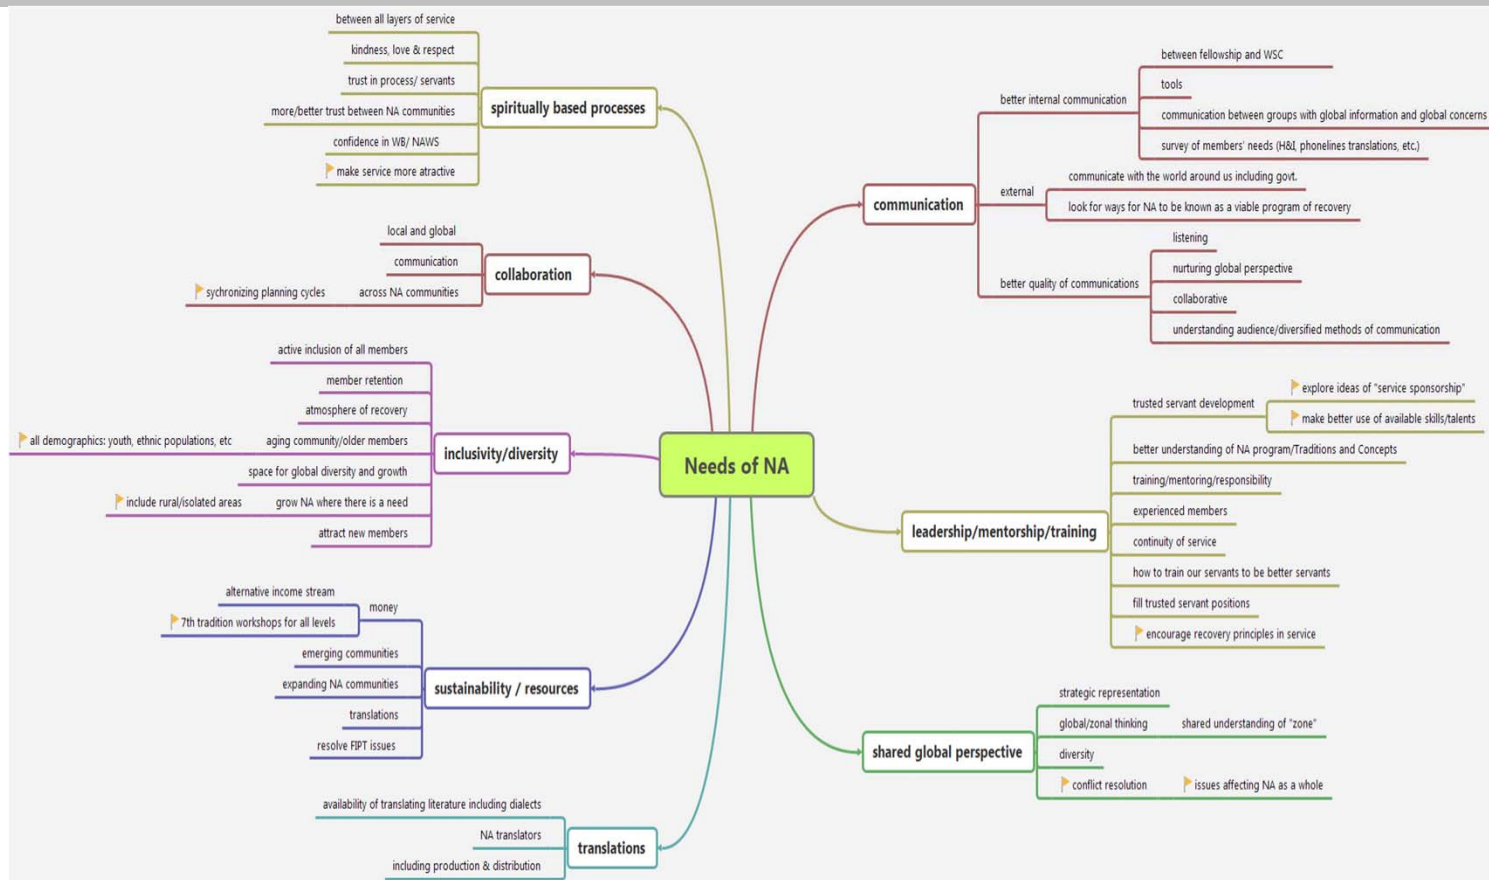 Needs of NA
spiritually based processes
between all layers of service
kindness, love & respect
trust in process/ servants
more/better trust between NA communities
confidence in WB/ NAWS
make service more atractive
collaboration
local and global
communication
across NA communities
sychronizing planning cycles
inclusivity/diversity
active inclusion of all members
member retention
atmosphere of recovery
aging community/older members
all demographics: youth, ethnic populations, etc
space for global diversity and growth
grow NA where there is a need
include rural/isolated areas
attract new members
sustainability / resources
money
alternative income stream
7th tradition workshops for all levels
emerging communities
expanding NA communities
translations
resolve FIPT issues
translations
availability of translating literature including dialects
NA translators
including production & distribution
communication
better internal communication
between fellowship and WSC
tools
communication between groups with global information and global concerns
survey of members' needs (H&I, phonelines translations, etc.)
external
communicate with the world around us including govt.
look for ways for NA to be known as a viable program of recovery
better quality of communications
listening
nurturing global perspective
collaborative
understanding audience/diversified methods of communication
leadership/mentorship/training
trusted servant development
explore ideas of "service sponsorship"
make better use of available skills/talents
better understanding of NA program/Traditions and Concepts
training/mentoring/responsibility
experienced members
continuity of service
how to train our servants to be better servants
fill trusted servant positions
encourage recovery principles in service
shared global perspective
strategic representation
global/zonal thinking
shared understanding of "zone"
diversity
conflict resolution
issues affecting NA as a whole